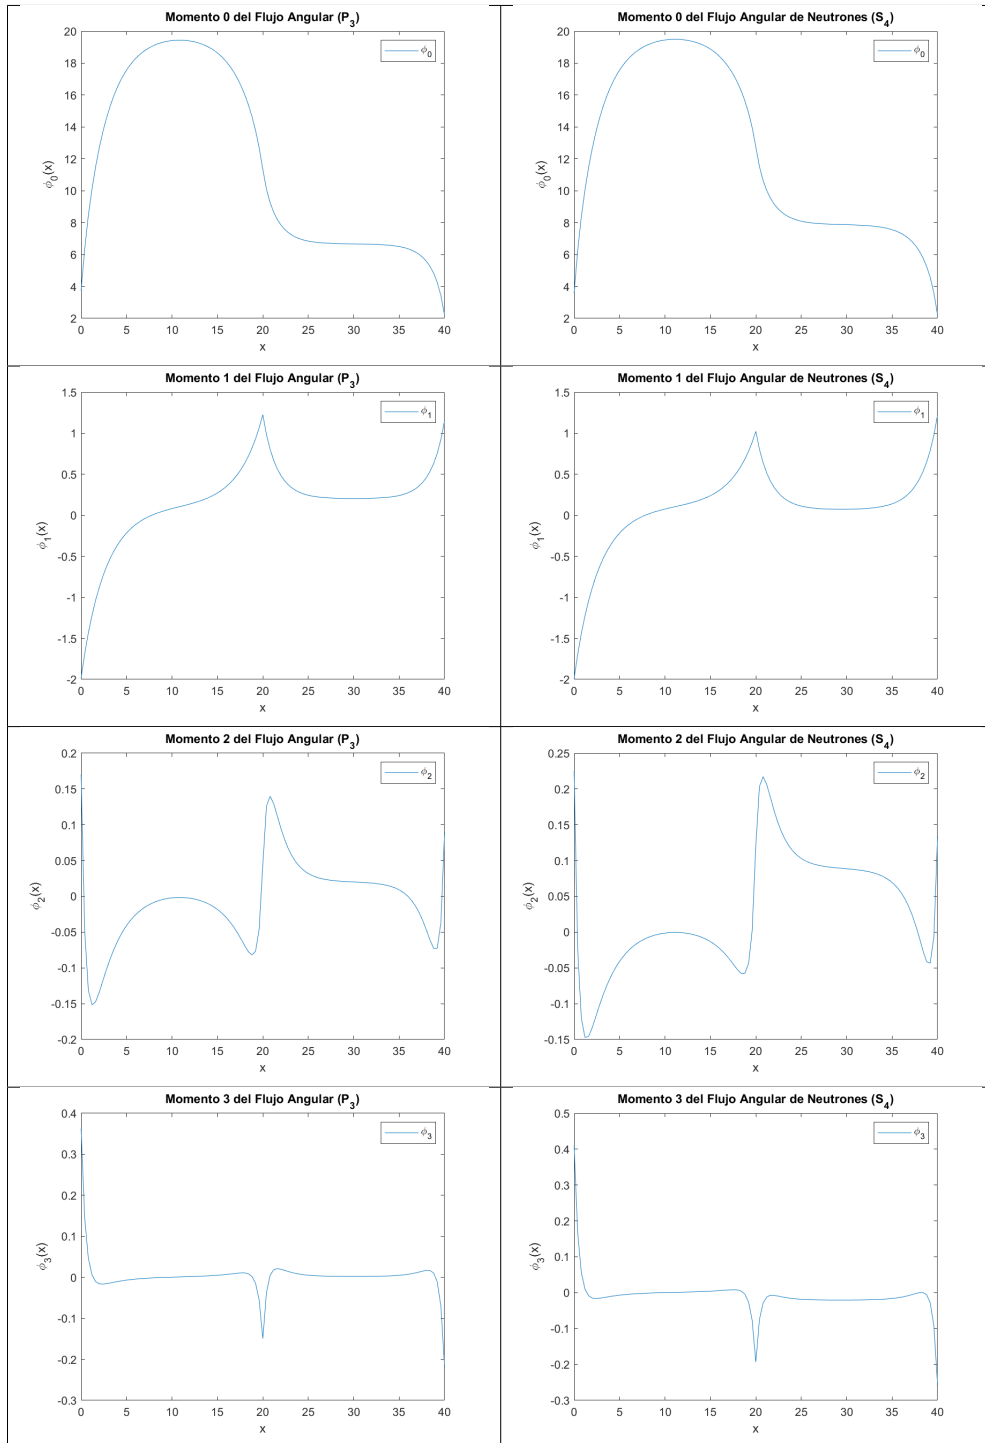 Momento 0 del Flujo Angular (P3)
20
18
16
14
12
10
8
6
4
2
ϕ0(x)
ϕ0
0 5 10 15 20 25 30 35 40
x
Momento 0 del Flujo Angular de Neutrones (S4)
20
18
16
14
12
10
8
6
4
2
ϕ0(x)
ϕ0
0 5 10 15 20 25 30 35 40
x
Momento 1 del Flujo Angular (P3)
1.5
1
0.5
0
-0.5
-1
-1.5
-2
ϕ1(x)
ϕ1
0 5 10 15 20 25 30 35 40
x
Momento 1 del Flujo Angular de Neutrones (S4)
1.5
1
0.5
0
-0.5
-1
-1.5
-2
ϕ1(x)
ϕ1
0 5 10 15 20 25 30 35 40
x
Momento 2 del Flujo Angular (P3)
0.2
0.15
0.1
0.05
0
-0.05
-0.1
-0.15
-0.2
ϕ2(x)
ϕ2
0 5 10 15 20 25 30 35 40
x
Momento 2 del Flujo Angular de Neutrones (S4)
0.25
0.2
0.15
0.1
0.05
0
-0.05
-0.1
-0.15
ϕ2(x)
ϕ2
0 5 10 15 20 25 30 35 40
x
Momento 3 del Flujo Angular (P3)
0.4
0.3
0.2
0.1
0
-0.1
-0.2
-0.3
ϕ3(x)
ϕ3
0 5 10 15 20 25 30 35 40
x
Momento 3 del Flujo Angular de Neutrones (S4)
0.5
0.4
0.3
0.2
0.1
0
-0.1
-0.2
-0.3
ϕ3(x)
ϕ3
0 5 10 15 20 25 30 35 40
x